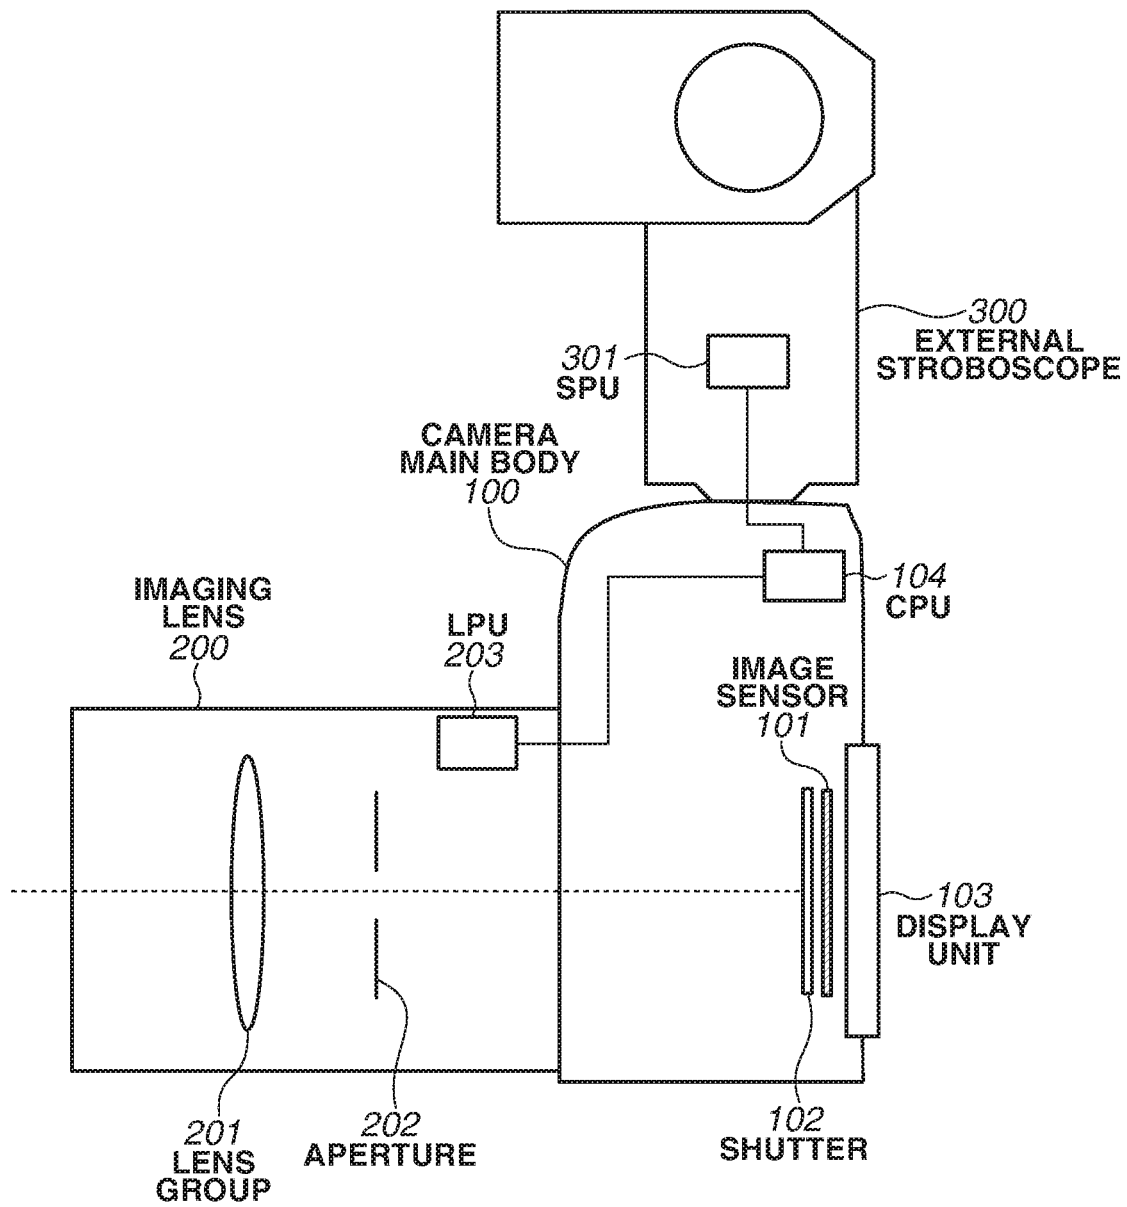 300
EXTERNAL
STROBOSCOPE
301
SPU
CAMERA
MAIN BODY
100
104
CPU
IMAGING
LENS
200
LPU
203
IMAGE
SENSOR
101
103
DISPLAY
UNIT
201
LENS
GROUP
202
APERTURE
102
SHUTTER